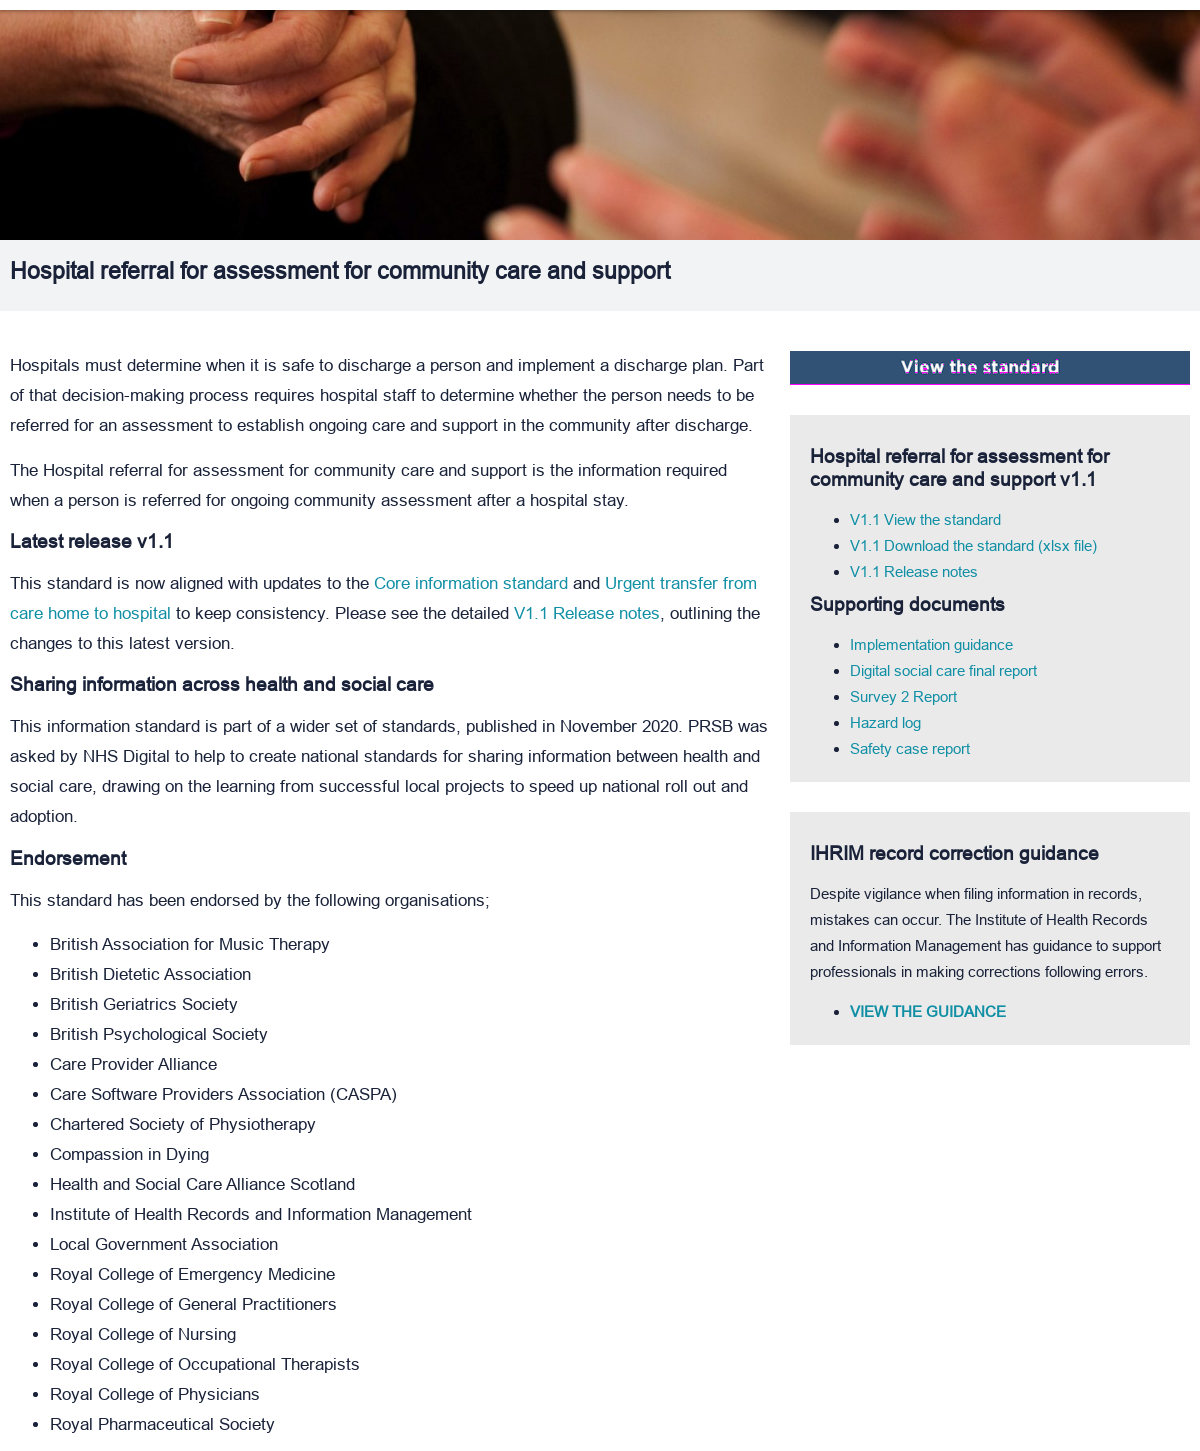 Hospital referral for assessment for community care and support
Hospitals must determine when it is safe to discharge a person and implement a discharge plan. Part
of that decision-making process requires hospital staff to determine whether the person needs to be
referred for an assessment to establish ongoing care and support in the community after discharge.
The Hospital referral for assessment for community care and support is the information required
when a person is referred for ongoing community assessment after a hospital stay.
Latest release v1.1
This standard is now aligned with updates to the Core information standard and Urgent transfer from
care home to hospital to keep consistency. Please see the detailed V1.1 Release notes, outlining the
changes to this latest version.
Sharing information across health and social care
This information standard is part of a wider set of standards, published in November 2020. PRSB was
asked by NHS Digital to help to create national standards for sharing information between health and
social care, drawing on the learning from successful local projects to speed up national roll out and
adoption.
Endorsement
This standard has been endorsed by the following organisations;
• British Association for Music Therapy
• British Dietetic Association
• British Geriatrics Society
• British Psychological Society
• Care Provider Alliance
• Care Software Providers Association (CASPA)
• Chartered Society of Physiotherapy
• Compassion in Dying
• Health and Social Care Alliance Scotland
• Institute of Health Records and Information Management
• Local Government Association
• Royal College of Emergency Medicine
• Royal College of General Practitioners
• Royal College of Nursing
• Royal College of Occupational Therapists
• Royal College of Physicians
• Royal Pharmaceutical Society
View the standard
Hospital referral for assessment for
community care and support v1.1
• V1.1 View the standard
• V1.1 Download the standard (xlsx file)
• V1.1 Release notes
Supporting documents
• Implementation guidance
• Digital social care final report
• Survey 2 Report
• Hazard log
• Safety case report
IHRIM record correction guidance
Despite vigilance when filing information in records,
mistakes can occur. The Institute of Health Records
and Information Management has guidance to support
professionals in making corrections following errors.
• VIEW THE GUIDANCE